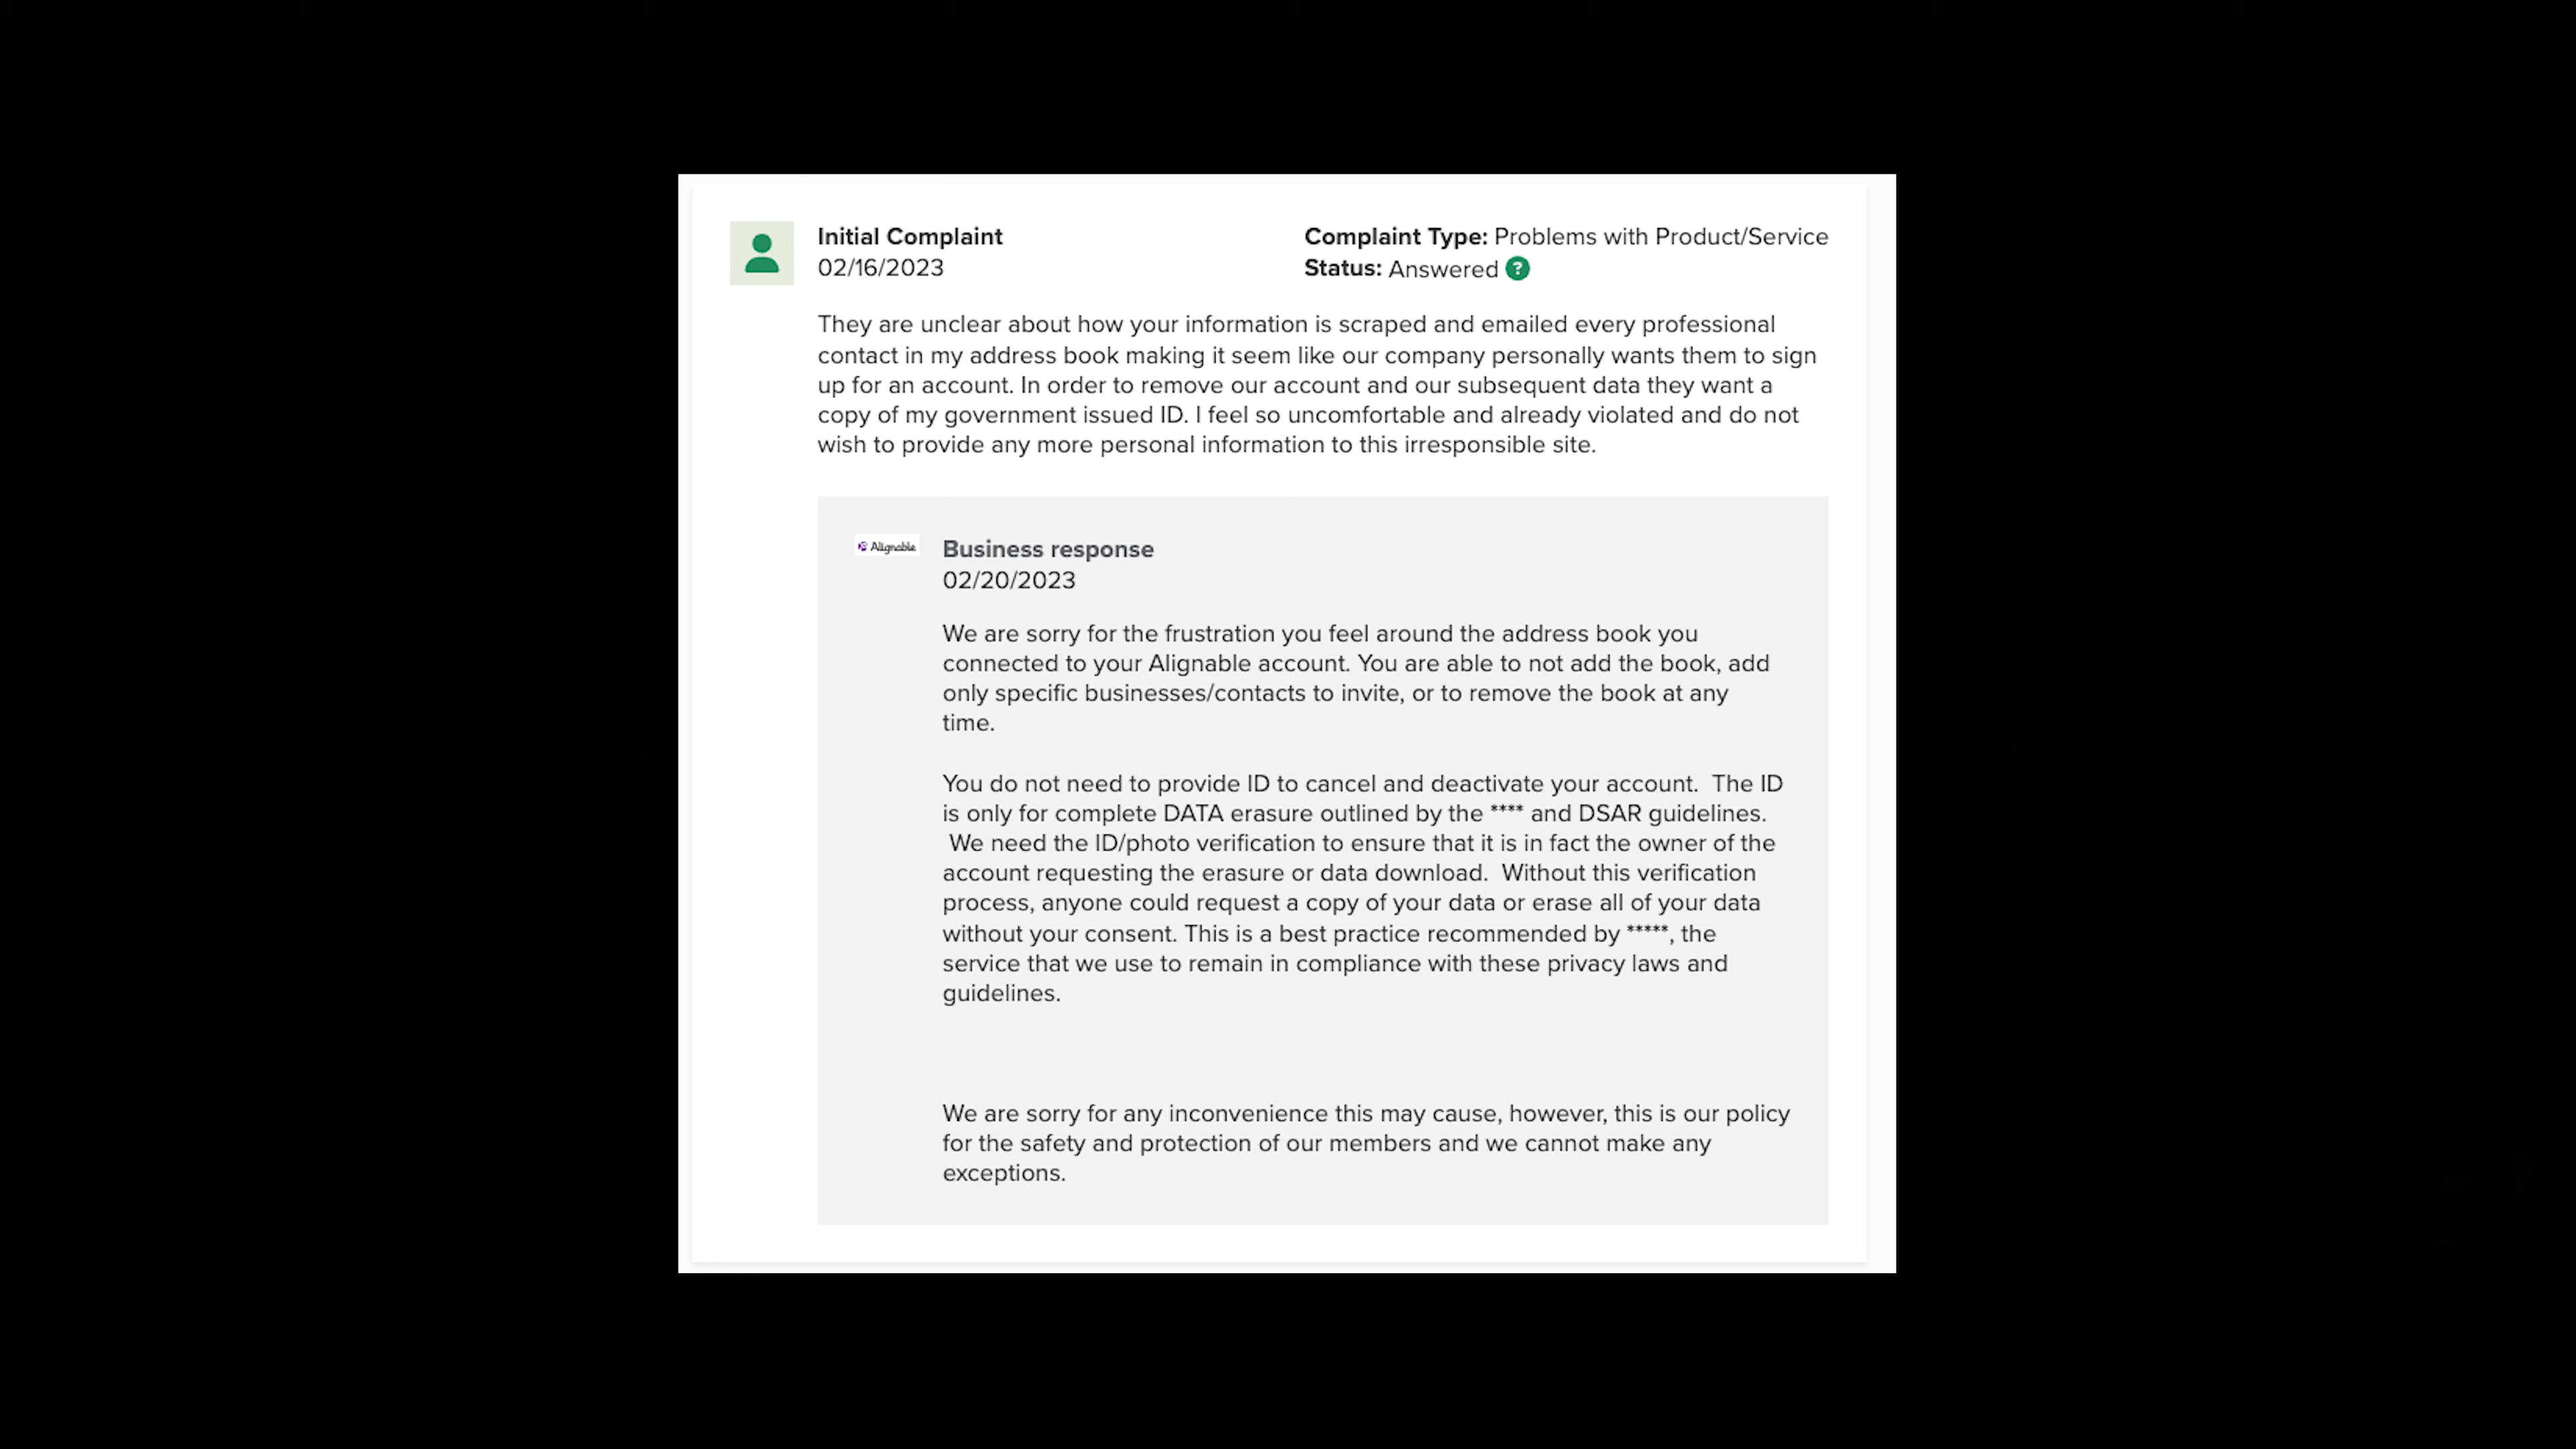 Initial Complaint
02/16/2023
Complaint Type: Problems with Product/Service
Status: Answered ?
They are unclear about how your information is scraped and emailed every professional
contact in my address book making it seem like our company personally wants them to sign
up for an account. In order to remove our account and our subsequent data they want a
copy of my government issued ID. I feel so uncomfortable and already violated and do not
wish to provide any more personal information to this irresponsible site.
Alignable
Business response
02/20/2023
We are sorry for the frustration you feel around the address book you
connected to your Alignable account. You are able to not add the book, add
only specific businesses/contacts to invite, or to remove the book at any
time.
You do not need to provide ID to cancel and deactivate your account.  The ID
is only for complete DATA erasure outlined by the **** and DSAR guidelines.
We need the ID/photo verification to ensure that it is in fact the owner of the
account requesting the erasure or data download.  Without this verification
process, anyone could request a copy of your data or erase all of your data
without your consent. This is a best practice recommended by *****, the
service that we use to remain in compliance with these privacy laws and
guidelines.
We are sorry for any inconvenience this may cause, however, this is our policy
for the safety and protection of our members and we cannot make any
exceptions.